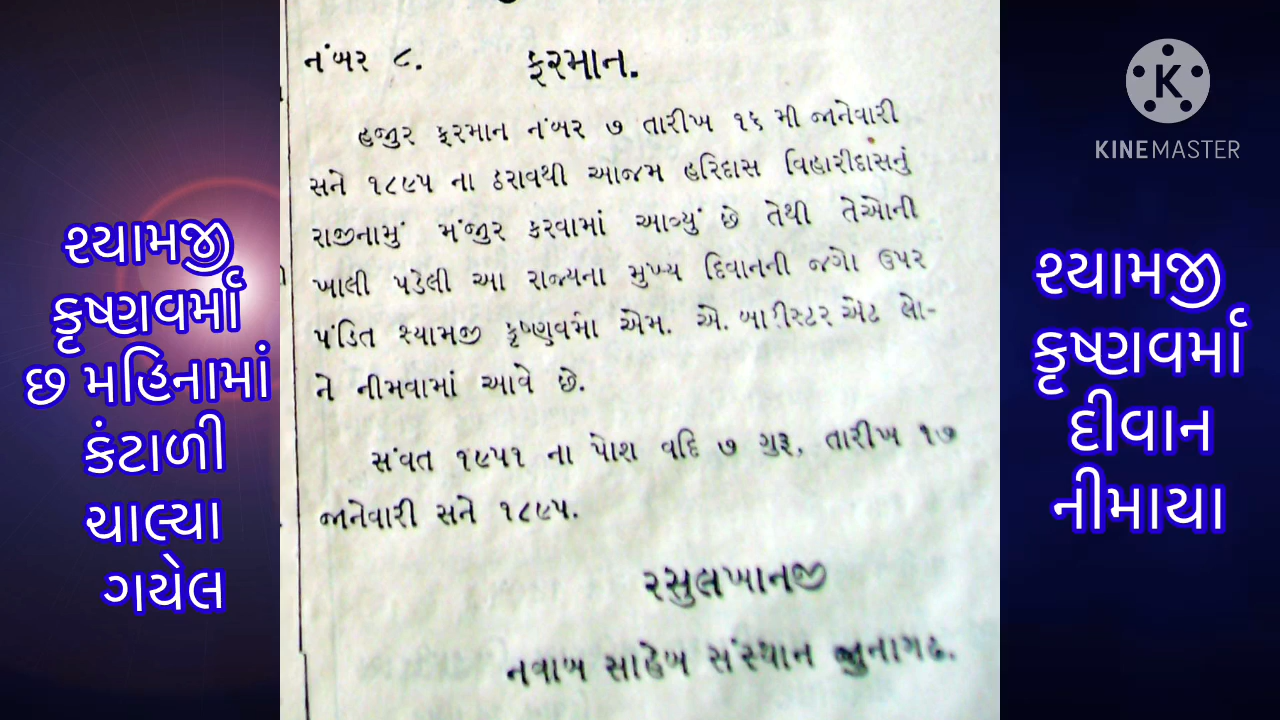 શ્યામજી
કૃષ્ણવર્મા
છ મહિનામાં
કંટાળી
ચાલ્યા
ગયેલ
નંબર ૮.
ફરમાન.
હજુર ફરમાન નંબર ૭ તારીખ ૧૬ મી જાનેવારી
સને ૧૮૯૫ ના ઠરાવથી આજમ હરિદાસ વિહારીદાસનું
રાજીનામું મંજુર કરવામાં આવ્યું છે તેથી તેઓની
ખાલી પડેલી આ રાજ્યના મુખ્ય દિવાનની જગો ઉપર
પંડિત શ્યામજી કૃષ્ણવર્મા એમ. એ. બારીસ્ટર એટ લો-
ને નીમવામાં આવે છે.
સંવત ૧૯૫૧ ના પોશ વદિ ૭ ગુરૂ, તારીખ ૧૭
જાનેવારી સને ૧૮૯૫.
રસુલખાનજી
નવાબ સાહેબ સંસ્થાન જુનાગઢ.
KINEMASTER
શ્યામજી
કૃષ્ણવર્મા
દીવાન
નીમાયા